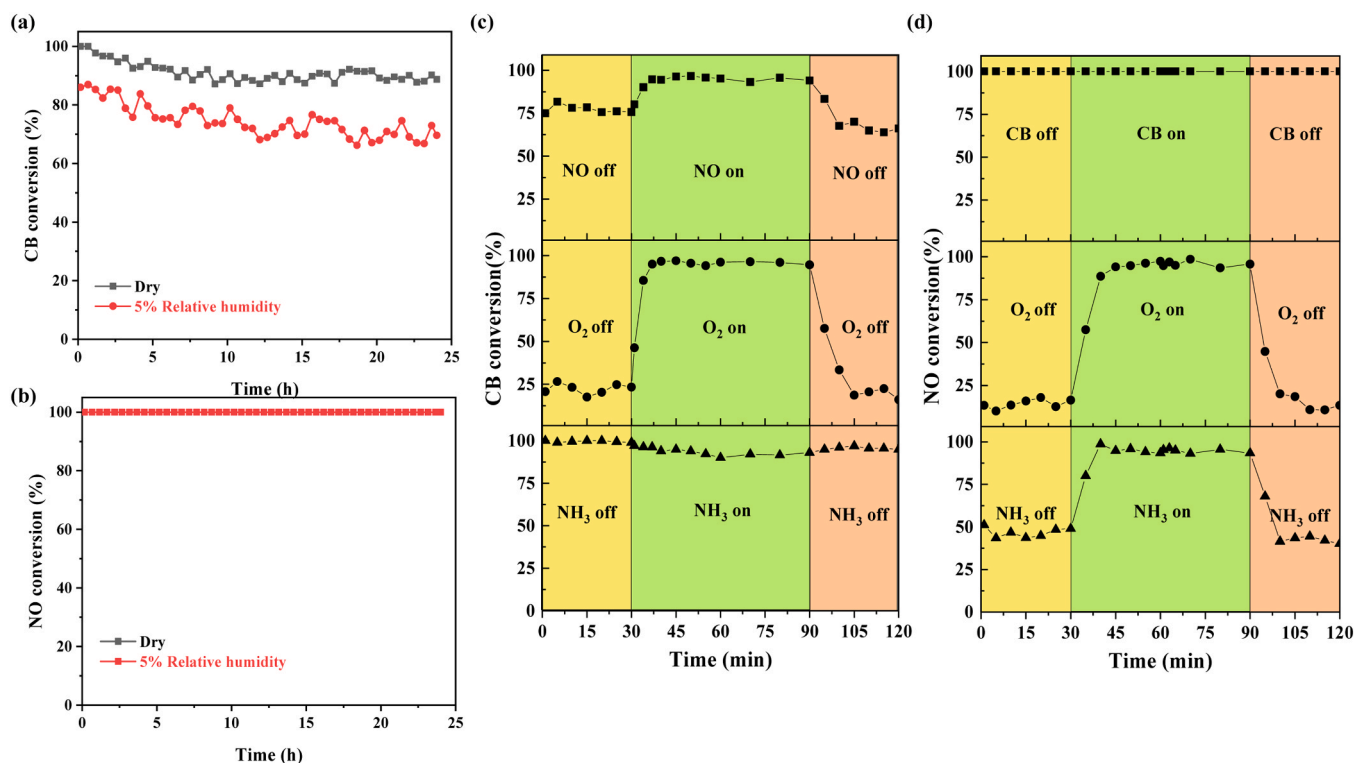 (a)
100
80
60
40
20
0
CB conversion (%)
Dry
5% Relative humidity
0 5 10 15 20 25
Time (h)
(b)
100
80
60
40
20
0
NO conversion (%)
Dry
5% Relative humidity
0 5 10 15 20 25
Time (h)
(c)
CB conversion(%)
100
75
50
25
NO off NO on NO off
100
75
50
25
O₂ off O₂ on O₂ off
100
75
50
25
0
NH₃ off NH₃ on NH₃ off
0 15 30 45 60 75 90 105 120
Time (min)
(d)
NO conversion(%)
100
75
50
25
CB off CB on CB off
100
75
50
25
O₂ off O₂ on O₂ off
100
75
50
25
0
NH₃ off NH₃ on NH₃ off
0 15 30 45 60 75 90 105 120
Time (min)